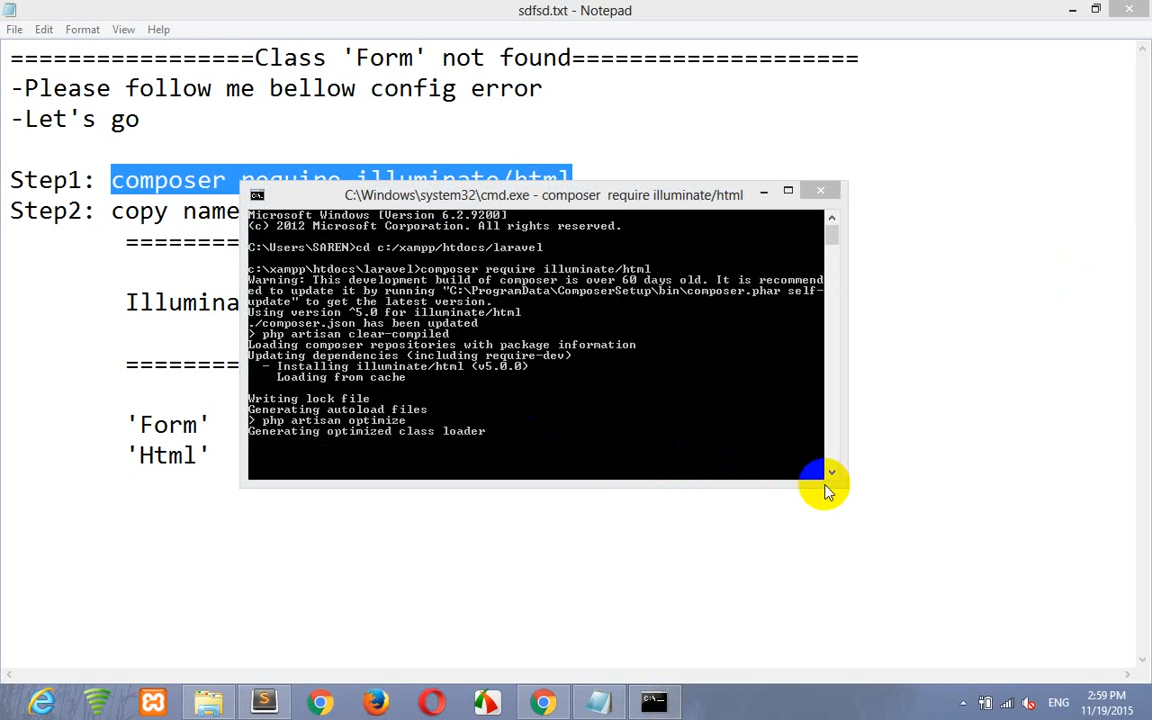 sdfsd.txt - Notepad
File Edit Format View Help
================Class 'Form' not found===================
-Please follow me bellow config error
-Let's go
Step1: composer require illuminate/html
Step2: copy name
========
Illumina
========
'Form'
'Html'
C:\Windows\system32\cmd.exe - composer  require illuminate/html
Microsoft Windows [Version 6.2.9200]
(c) 2012 Microsoft Corporation. All rights reserved.
C:\Users\SAREN>cd c:/xampp/htdocs/laravel
c:\xampp\htdocs\laravel>composer require illuminate/html
Warning: This development build of composer is over 60 days old. It is recommend
ed to update it by running "C:\ProgramData\ComposerSetup\bin\composer.phar self-
update" to get the latest version.
Using version ^5.0 for illuminate/html
./composer.json has been updated
> php artisan clear-compiled
Loading composer repositories with package information
Updating dependencies (including require-dev)
- Installing illuminate/html (v5.0.0)
Loading from cache
Writing lock file
Generating autoload files
> php artisan optimize
Generating optimized class loader
ENG
2:59 PM
11/19/2015